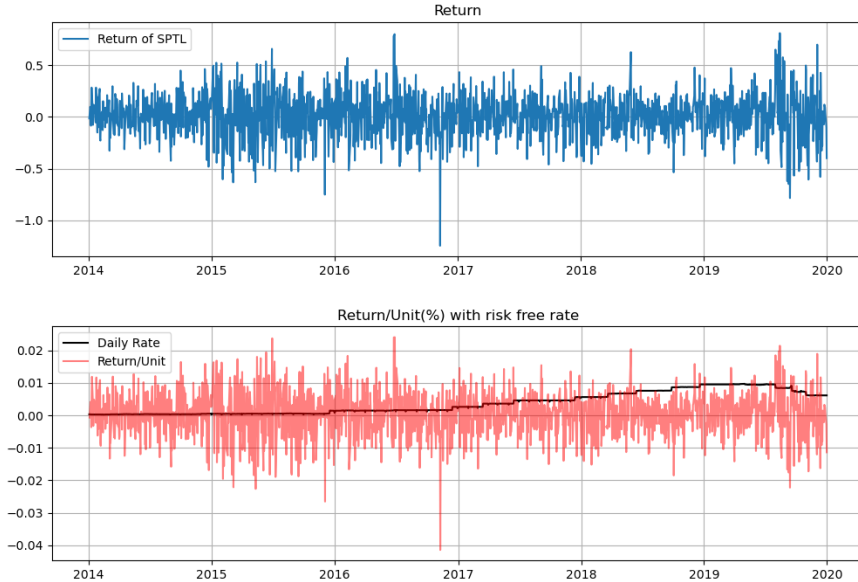 Return
Return of SPTL
0.5
0.0
−0.5
−1.0
2014 2015 2016 2017 2018 2019 2020
Return/Unit(%) with risk free rate
Daily Rate
Return/Unit
0.02
0.01
0.00
−0.01
−0.02
−0.03
−0.04
2014 2015 2016 2017 2018 2019 2020